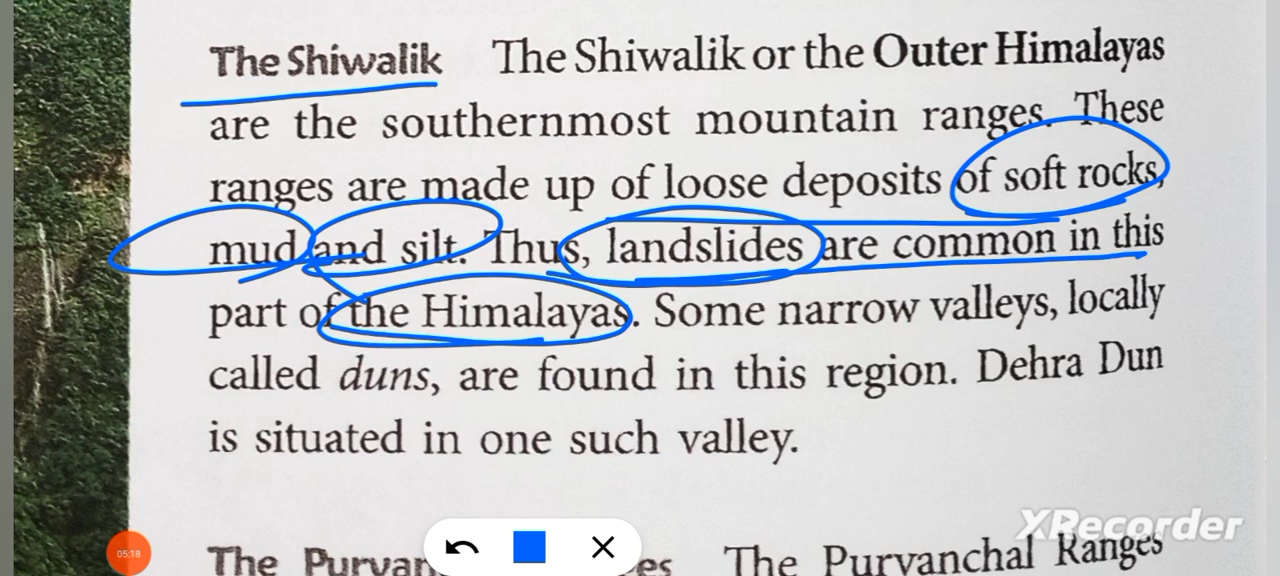 The Shiwalik The Shiwalik or the Outer Himalayas
are the southernmost mountain ranges. These
ranges are made up of loose deposits of soft rocks,
mud and silt. Thus, landslides are common in this
part of the Himalayas. Some narrow valleys, locally
called duns, are found in this region. Dehra Dun
is situated in one such valley.
XRecorder
05:18
The Purvan es The Purvanchal Ranges